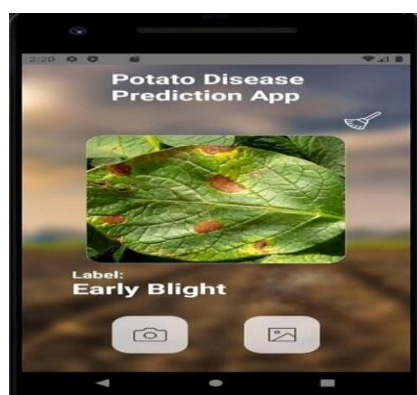 2:20
Potato Disease
Prediction App
Label:
Early Blight